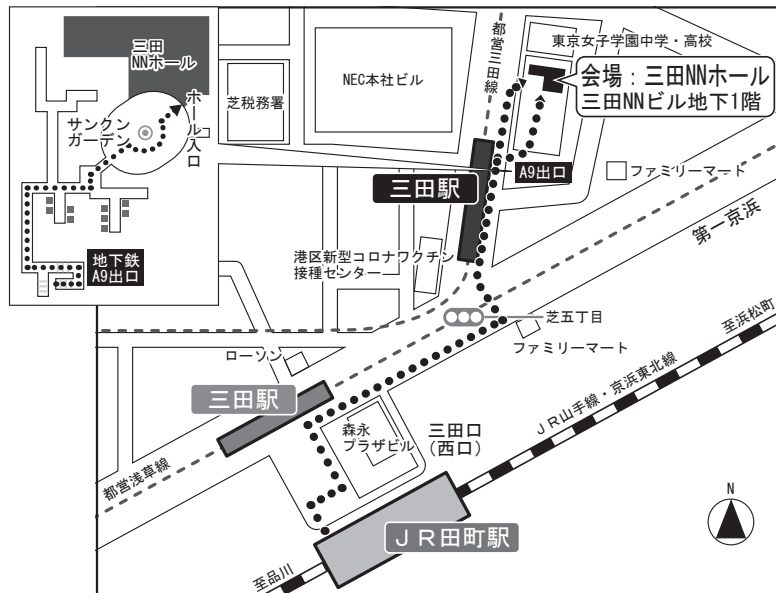 三田
NNホール
サンクン
ガーデン
ホール入口
地下鉄
A9出口
芝税務署
NEC本社ビル
都営三田線
東京女子学園中学・高校
会場：三田NNホール
三田NNビル地下1階
三田駅
A9出口
ファミリーマート
第一京浜
港区新型コロナワクチン
接種センター
芝五丁目
ファミリーマート
至浜松町
ローソン
三田駅
JR山手線・京浜東北線
森永
プラザビル
三田口
(西口)
都営浅草線
JR田町駅
至品川
N